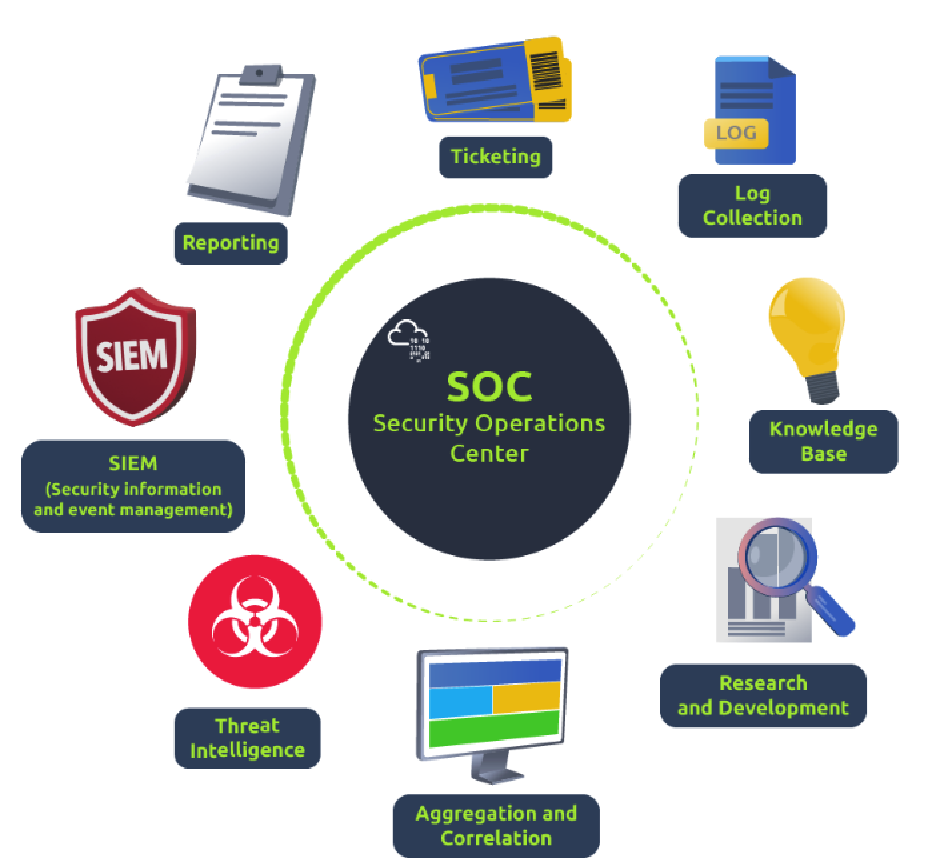 Ticketing
LOG
Log
Collection
Reporting
SIEM
SIEM
(Security information
and event management)
SOC
Security Operations
Center
Knowledge
Base
Research
and Development
Threat
Intelligence
Aggregation and
Correlation